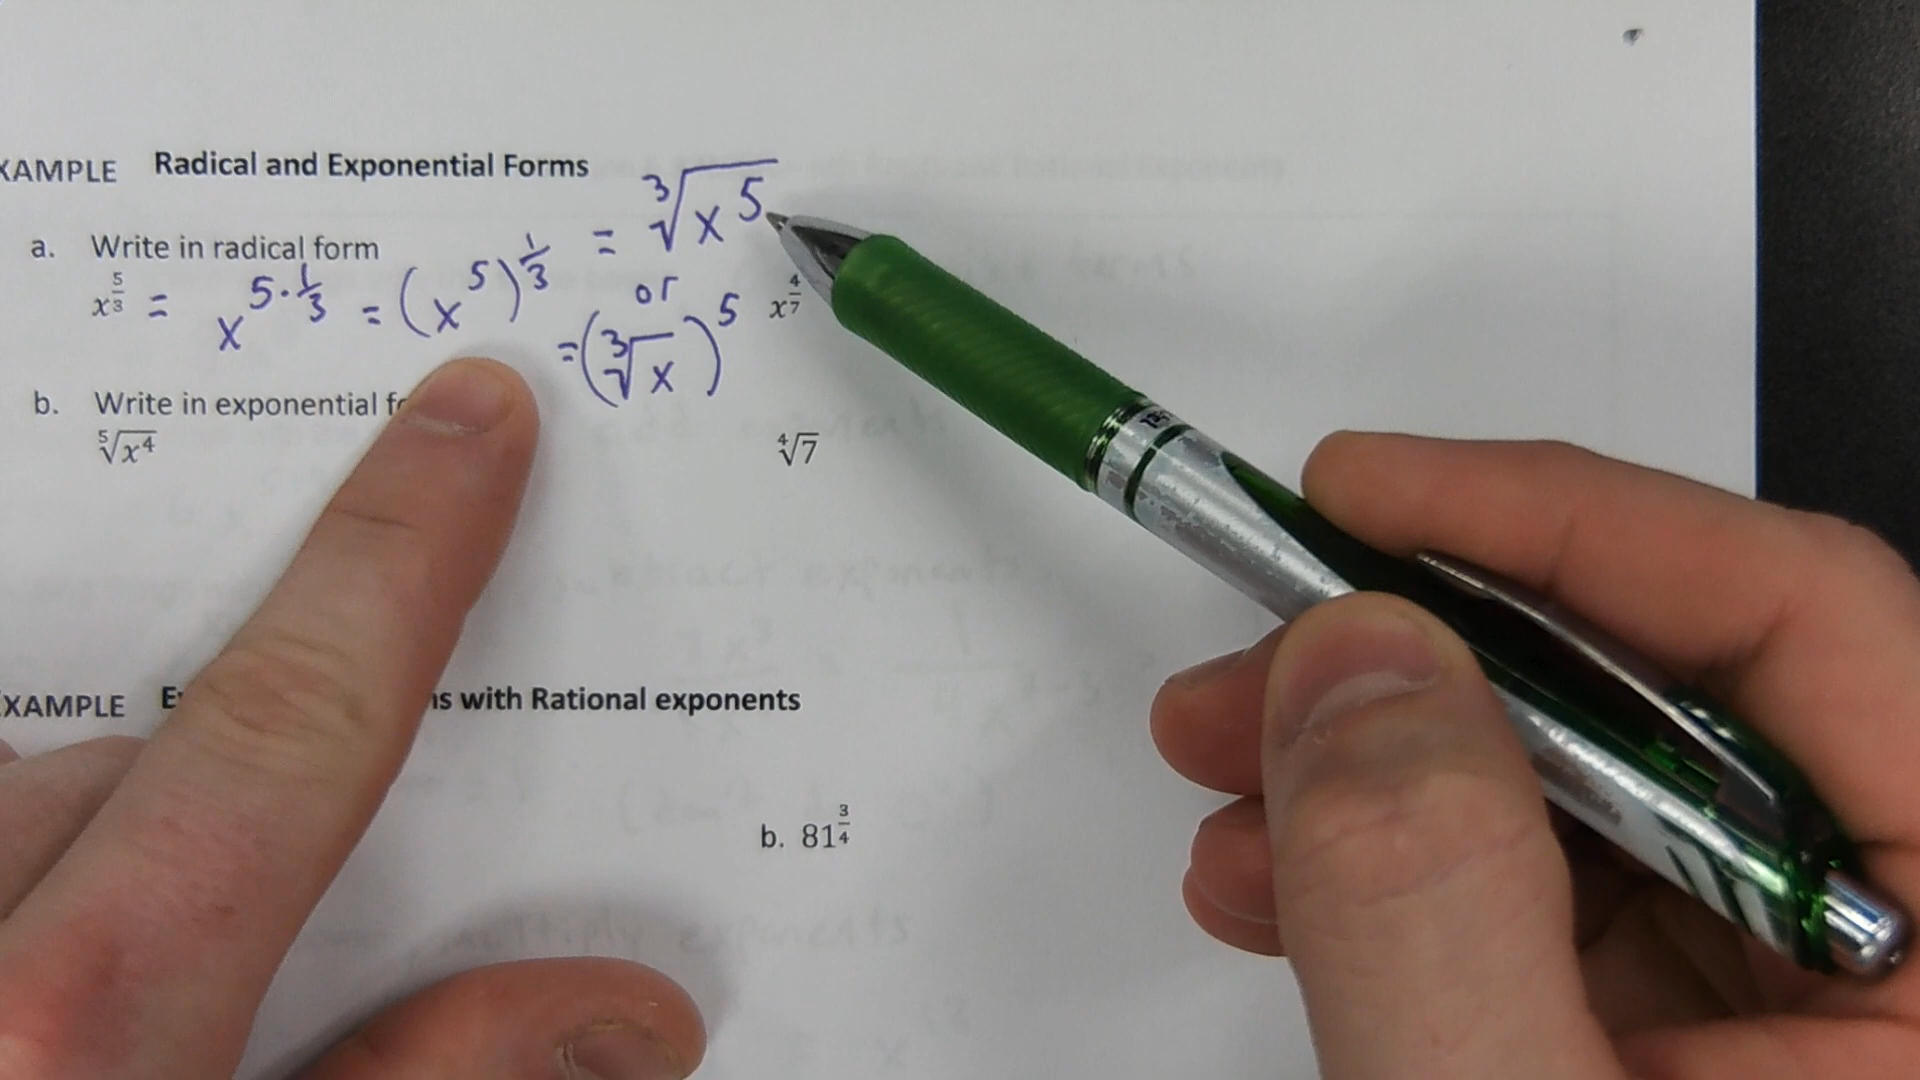 XAMPLE Radical and Exponential Forms
a. Write in radical form
x^{5/3} = x^{5·1/3} = (x^5)^{1/3} = ∛(x^5)
or
=(∛x)^5
x^{4/7}
b. Write in exponential f
⁵√(x^4)
⁴√7
XAMPLE E s with Rational exponents
b. 81^{3/4}